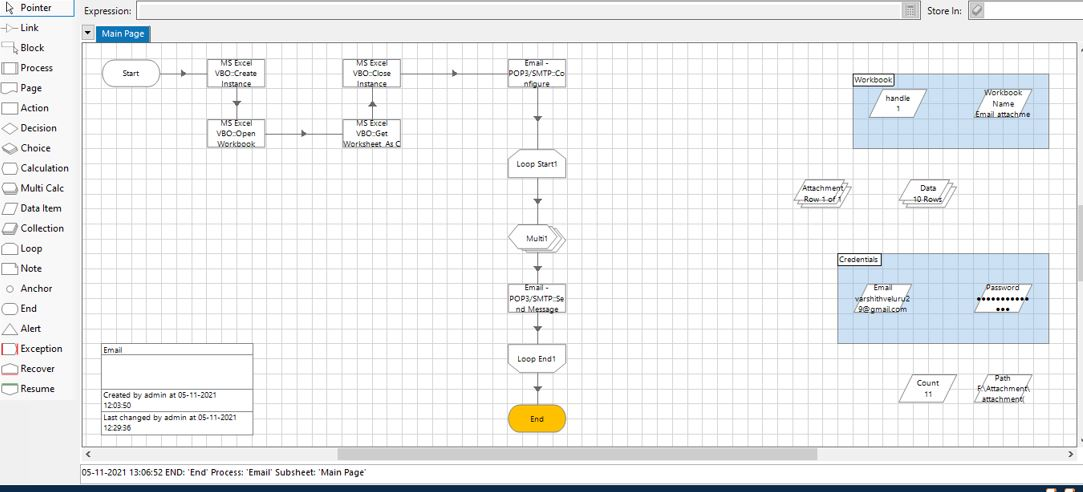 Pointer
Link
Block
Process
Page
Action
Decision
Choice
Calculation
Multi Calc
Data Item
Collection
Loop
Note
Anchor
End
Alert
Exception
Recover
Resume
Expression:
Store In:
Main Page
Start
MS Excel
VBO::Create
Instance
MS Excel
VBO::Close
Instance
Email -
POP3/SMTP::Co
nfigure
MS Excel
VBO::Open
Workbook
MS Excel
VBO::Get
Worksheet As C
Loop Start1
Multi1
Email -
POP3/SMTP::Se
nd Message
Loop End1
End
Workbook
handle
1
Workbook
Name
Email attachme
Attachment
Row 1 of 1
Data
10 Rows
Credentials
Email
varshithveluru2
9@gmail.com
Password
●●●●●●●●●●
●●●
Count
11
Path
F:\Attachment\
attachment(
Email
Created by admin at 05-11-2021
12:03:50
Last changed by admin at 05-11-2021
12:29:36
05-11-2021 13:06:52 END: 'End' Process: 'Email' Subsheet: 'Main Page'